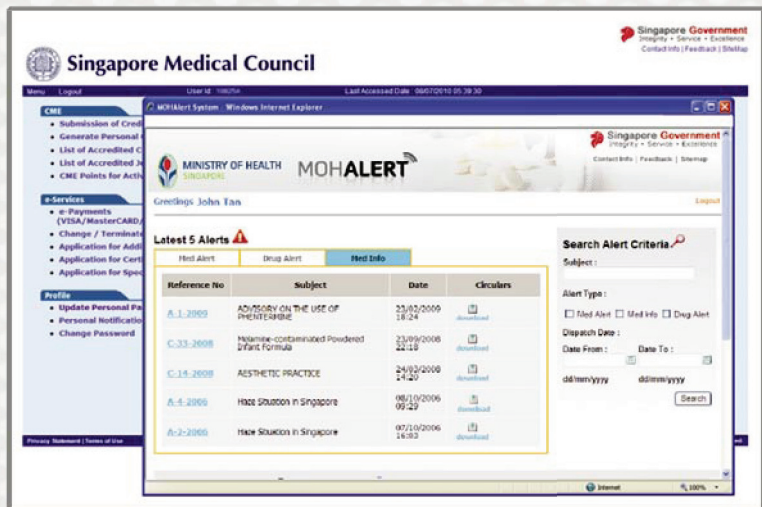 Singapore Government
Integrity • Service • Excellence
Contact Info | Feedback | SiteMap
Singapore Medical Council
Menu Logout User Id Last Accessed Date 06/07/2010 05:39:30
CME
Submission of Cred
Generate Personal
List of Accredited C
List of Accredited J
CME Points for Activ
e-Services
e-Payments
(VISA/MasterCARD/
Change / Terminate
Application for Addi
Application for Cert
Application for Spec
Profile
Update Personal Pa
Personal Notificatio
Change Password
Privacy Statement | Terms of Use
MOHAlert System - Windows Internet Explorer
Singapore Government
Integrity • Service • Excellence
Contact Info | Feedback | Sitemap
MINISTRY OF HEALTH
SINGAPORE
MOHALERT
Greetings John Tan
Logout
Latest 5 Alerts
Med Alert Drug Alert Med Info
Reference No Subject Date Circulars
A-1-2009 ADVISORY ON THE USE OF PHENTERMINE 23/02/2009 18:24 download
C-33-2008 Melamine-contaminated Powdered Infant Formula 23/09/2008 22:18 download
C-14-2008 AESTHETIC PRACTICE 24/03/2008 14:20 download
A-4-2006 Haze Situation in Singapore 08/10/2006 09:29 download
A-2-2006 Haze Situation in Singapore 07/10/2006 16:03 download
Search Alert Criteria
Subject :
Alert Type :
Med Alert Med Info Drug Alert
Dispatch Date :
Date From : Date To :
dd/mm/yyyy dd/mm/yyyy
Search
Internet 100%